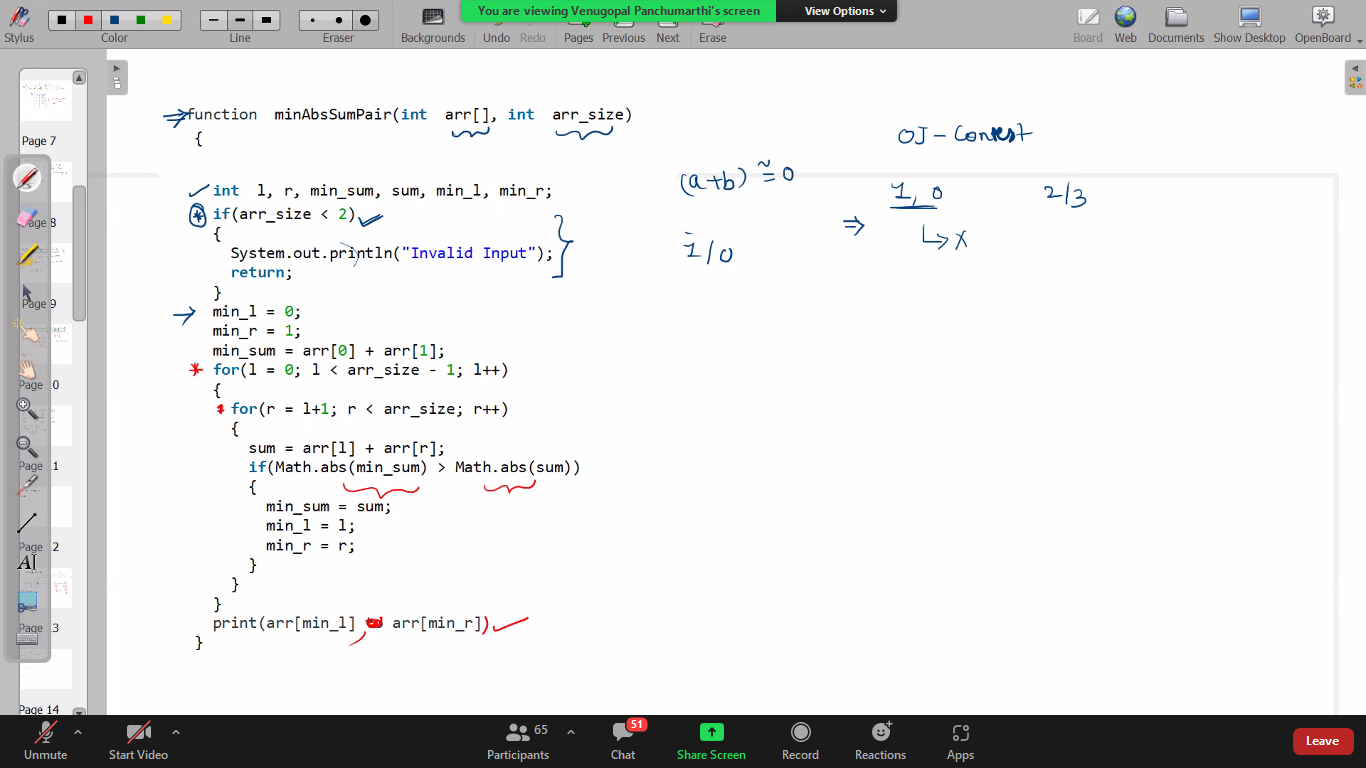 You are viewing Venugopal Panchumarthi's screen View Options
Stylus Color Line Eraser Backgrounds Undo Redo Pages Previous Next Erase Board Web Documents Show Desktop OpenBoard
Page 7
Page 8
Page 9
Page 10
Page 11
Page 12
Page 13
Page 14
function minAbsSumPair(int arr[], int arr_size)
{
int l, r, min_sum, sum, min_l, min_r;
if(arr_size < 2)
{
System.out.println("Invalid Input");
return;
}
min_l = 0;
min_r = 1;
min_sum = arr[0] + arr[1];
for(l = 0; l < arr_size - 1; l++)
{
for(r = l+1; r < arr_size; r++)
{
sum = arr[l] + arr[r];
if(Math.abs(min_sum) > Math.abs(sum))
{
min_sum = sum;
min_l = l;
min_r = r;
}
}
}
print(arr[min_l] , arr[min_r])
}
OJ - Contest
(a+b) ≃ 0
1, 0 2/3
⇒ ↳ x
1/0
Unmute Start Video Participants 65 Chat 51 Share Screen Record Reactions Apps Leave